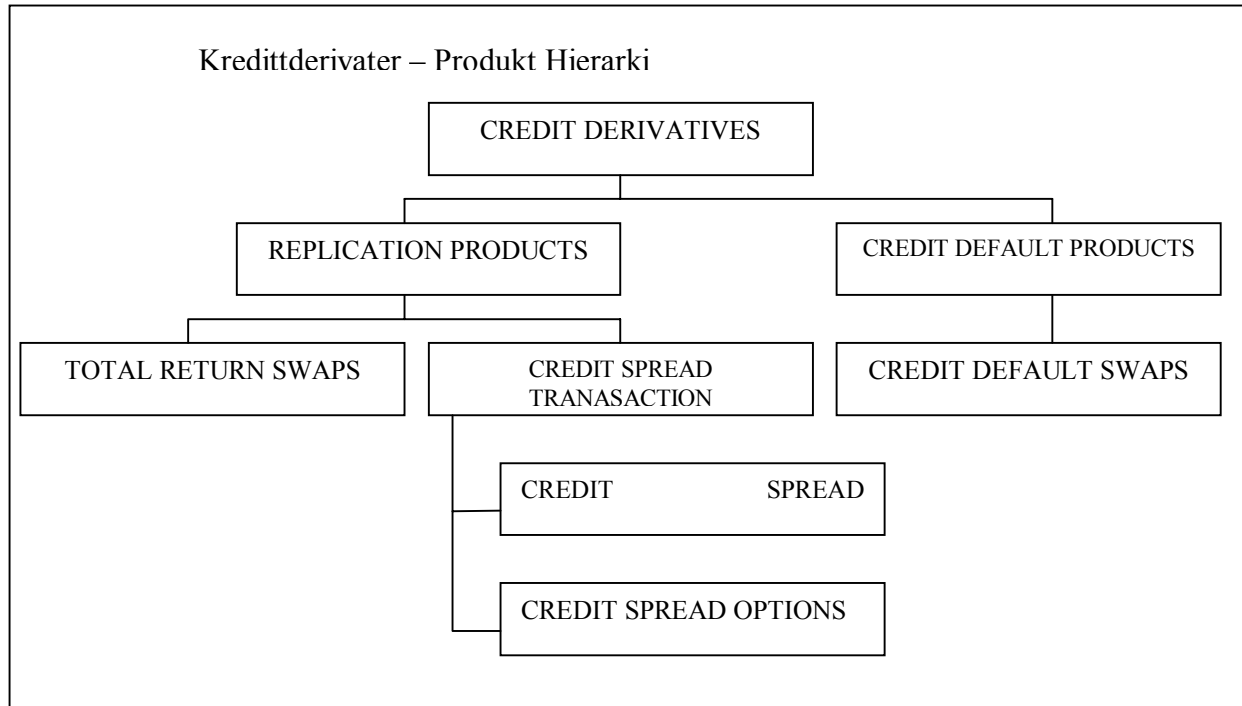 Kredittderivater – Produkt Hierarki
CREDIT DERIVATIVES
REPLICATION PRODUCTS
CREDIT DEFAULT PRODUCTS
TOTAL RETURN SWAPS
CREDIT SPREAD
TRANASACTION
CREDIT DEFAULT SWAPS
CREDIT SPREAD
CREDIT SPREAD OPTIONS